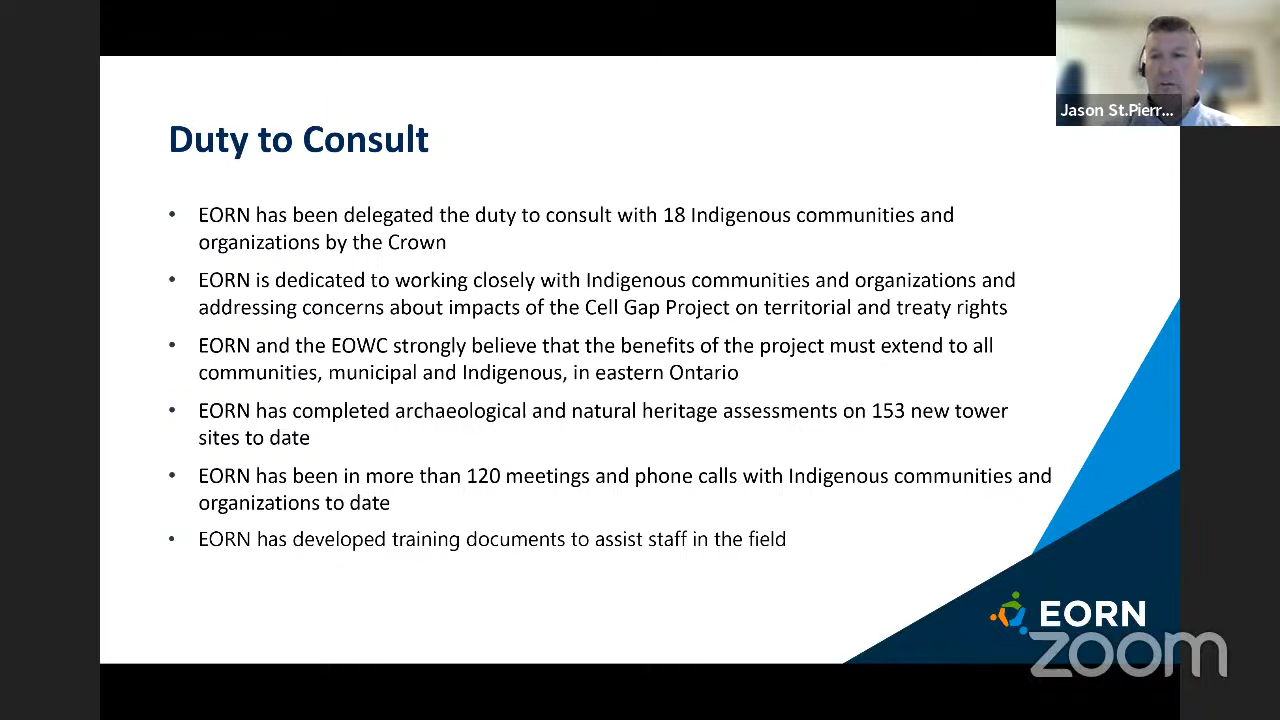 Jason St.Pierr...
Duty to Consult
• EORN has been delegated the duty to consult with 18 Indigenous communities and
organizations by the Crown
• EORN is dedicated to working closely with Indigenous communities and organizations and
addressing concerns about impacts of the Cell Gap Project on territorial and treaty rights
• EORN and the EOWC strongly believe that the benefits of the project must extend to all
communities, municipal and Indigenous, in eastern Ontario
• EORN has completed archaeological and natural heritage assessments on 153 new tower
sites to date
• EORN has been in more than 120 meetings and phone calls with Indigenous communities and
organizations to date
• EORN has developed training documents to assist staff in the field
EORN
zoom